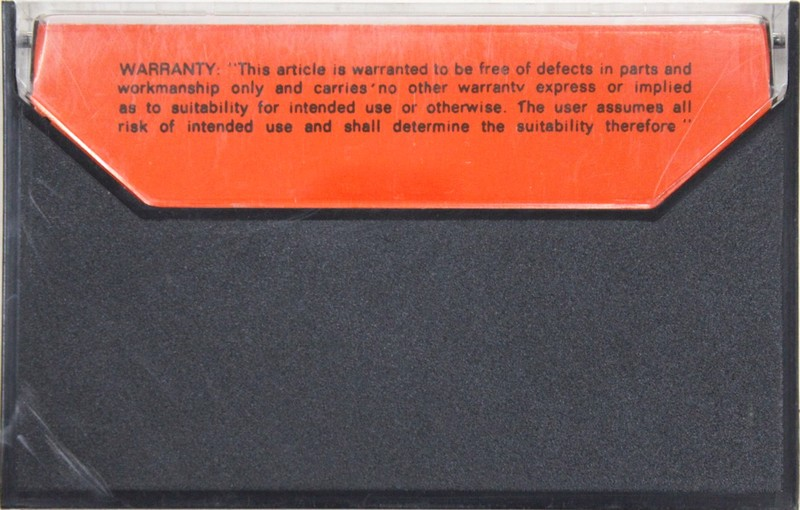 WARRANTY: "This article is warranted to be free of defects in parts and
workmanship only and carries no other warranty express or implied
as to suitability for intended use or otherwise. The user assumes all
risk of intended use and shall determine the suitability therefore"